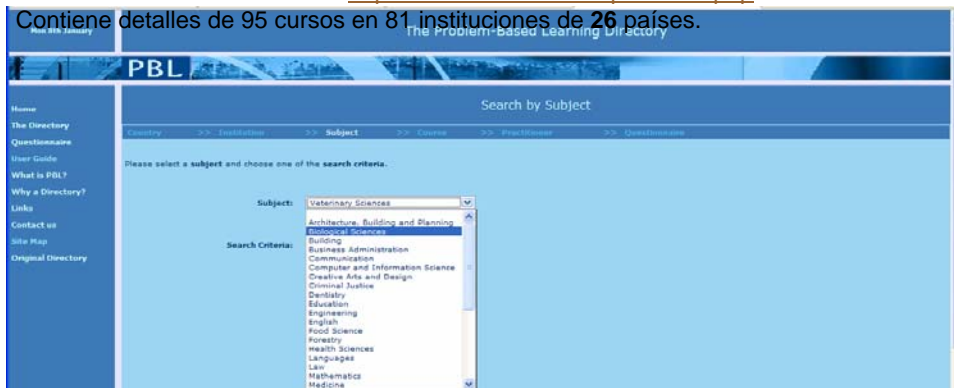 Contiene detalles de 95 cursos en 81 instituciones de 26 países.
Mon 8th January
The Problem-Based Learning Directory
PBL
Search by Subject
Home
The Directory
Questionnaire
User Guide
What is PBL?
Why a Directory?
Links
Contact us
Site Map
Original Directory
Country >> Institution >> Subject >> Course >> Practitioner >> Questionnaire
Please select a subject and choose one of the search criteria.
Subject: Veterinary Sciences
Search Criteria:
Architecture, Building and Planning
Biological Sciences
Building
Business Administration
Communication
Computer and Information Science
Creative Arts and Design
Criminal Justice
Dentistry
Education
Engineering
English
Food Science
Forestry
Health Sciences
Languages
Law
Mathematics
Medicine